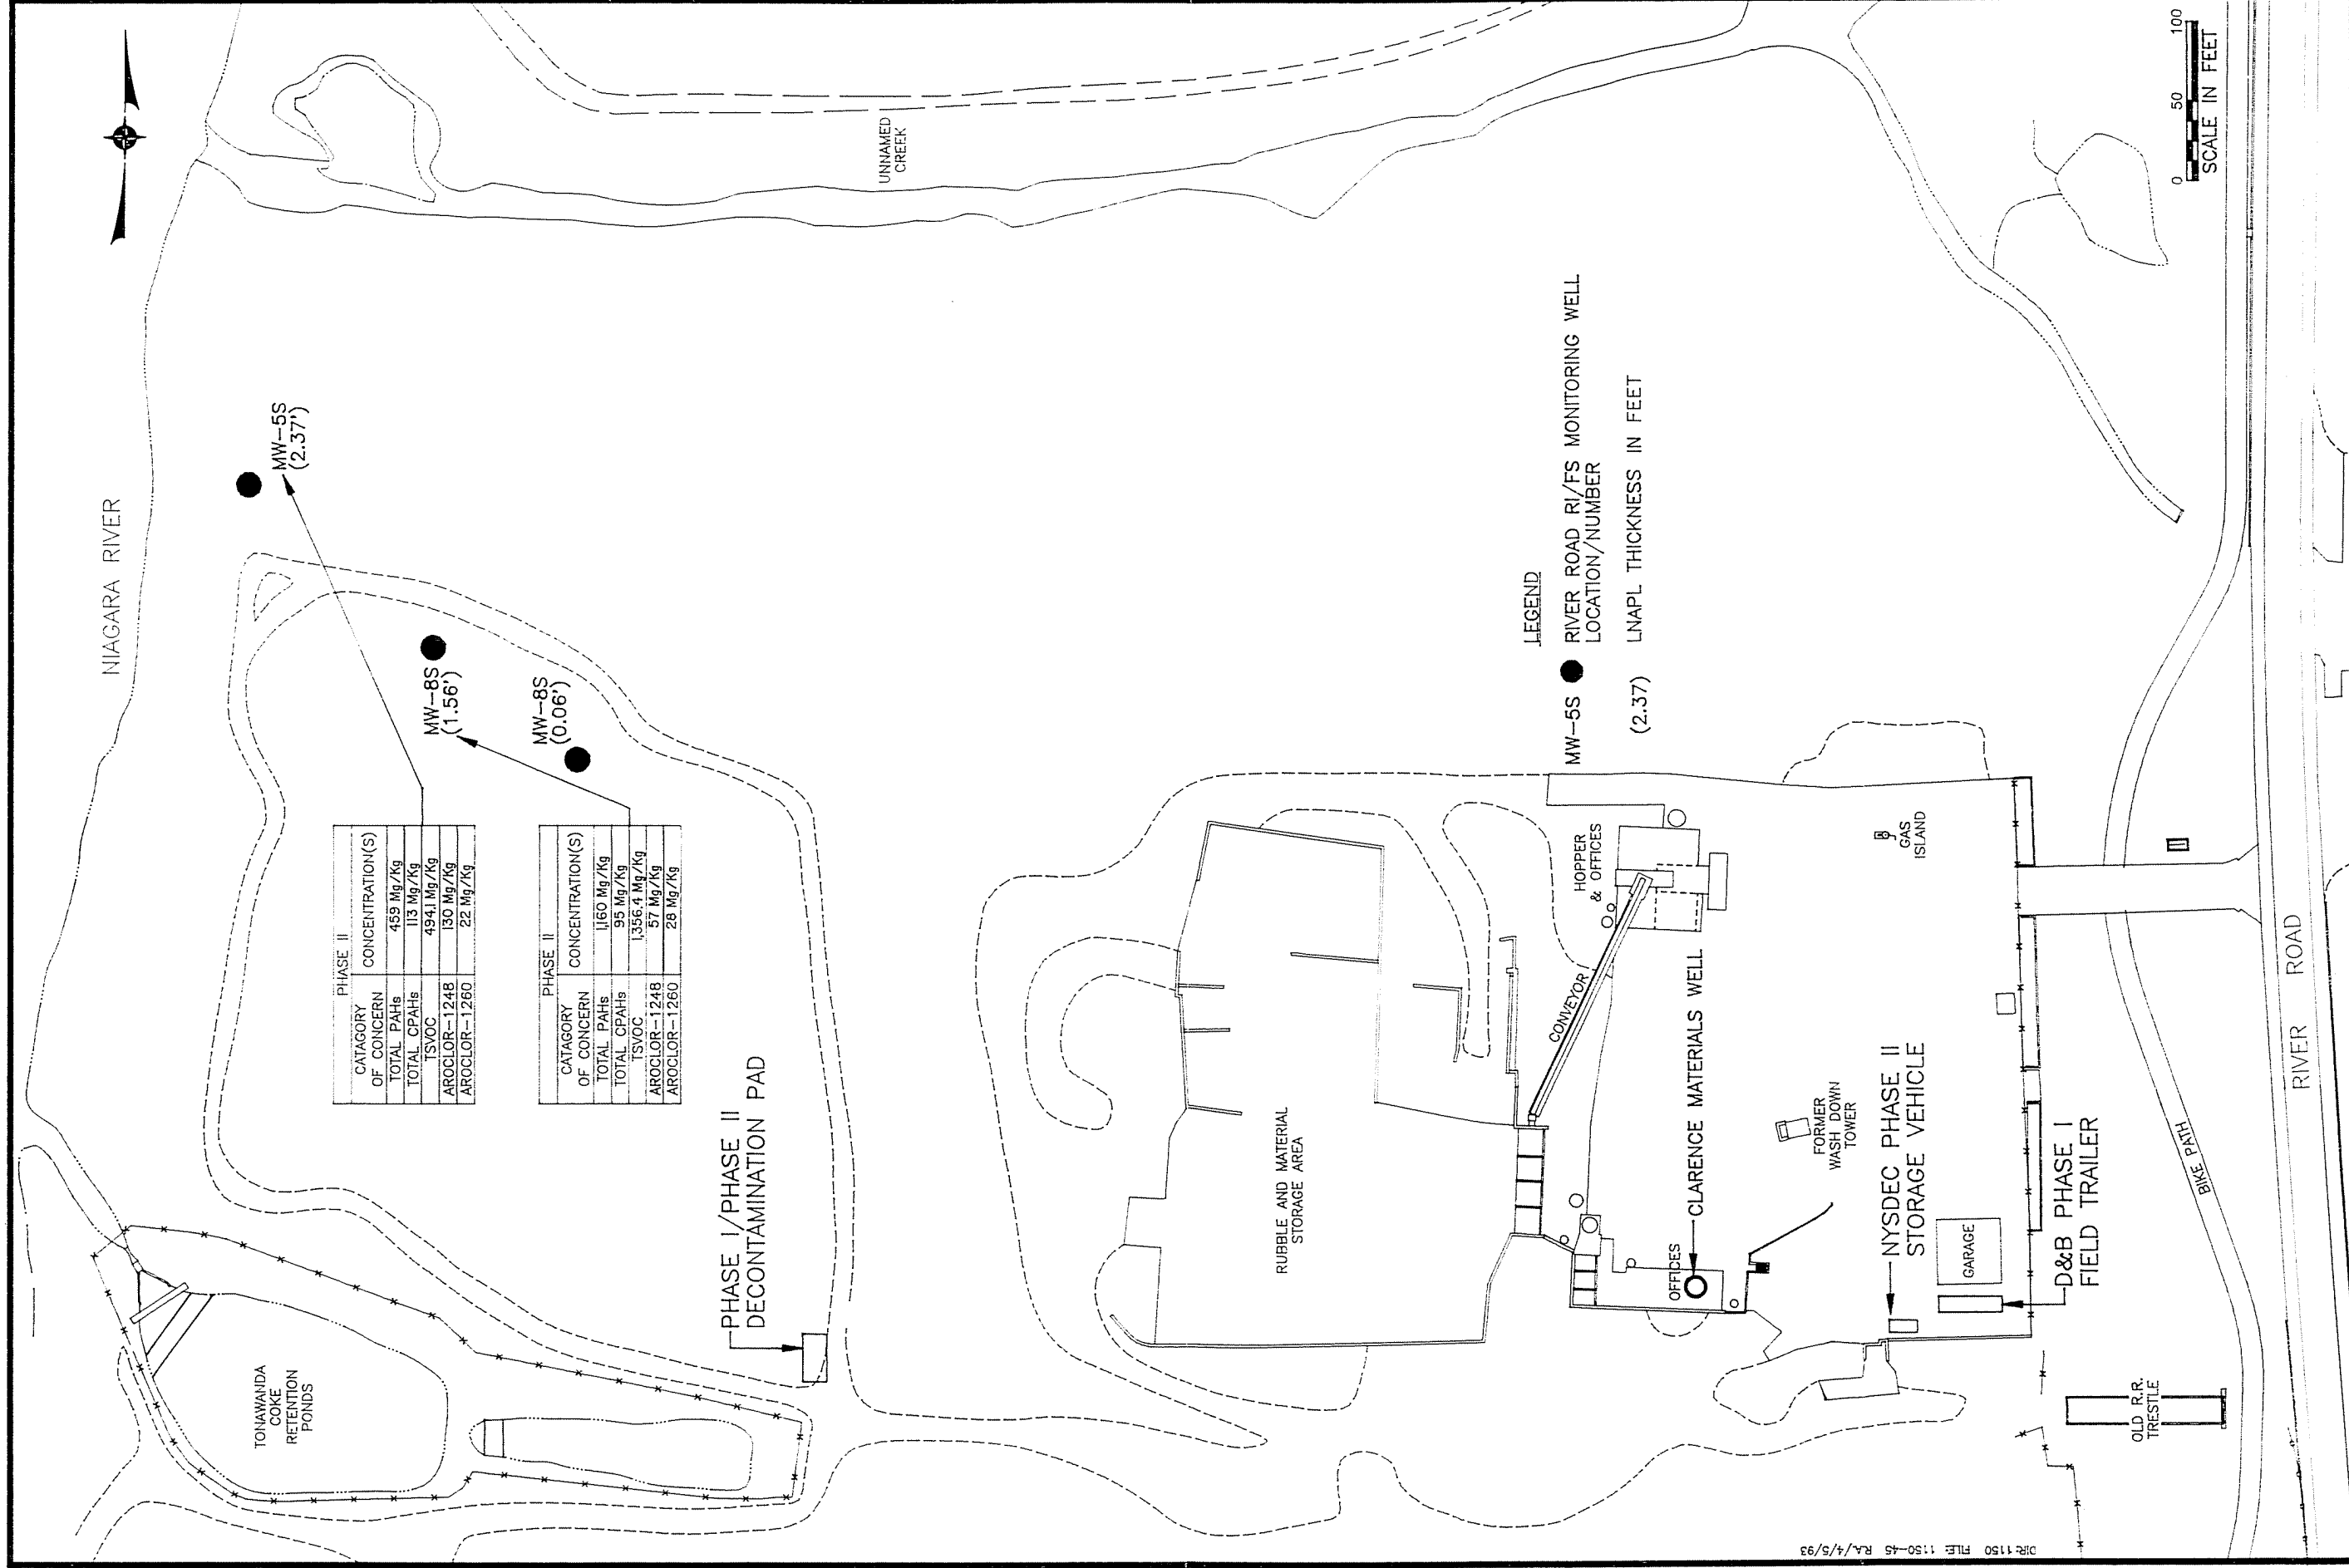 NIAGARA RIVER
UNNAMED
CREEK
0 50 100
SCALE IN FEET
MW-5S
(2.37')
MW-8S
(1.56')
MW-8S
(0.06')
PHASE II
CATAGORY
OF CONCERN CONCENTRATION(S)
TOTAL PAHs 459 Mg/Kg
TOTAL CPAHs 113 Mg/Kg
TSVOC 494.1 Mg/Kg
AROCLOR-1248 130 Mg/Kg
AROCLOR-1260 22 Mg/Kg
PHASE II
CATAGORY
OF CONCERN CONCENTRATION(S)
TOTAL PAHs 1,160 Mg/Kg
TOTAL CPAHs 95 Mg/Kg
TSVOC 1,356.4 Mg/Kg
AROCLOR-1248 57 Mg/Kg
AROCLOR-1260 28 Mg/Kg
TONAWANDA
COKE
RETENTION
PONDS
PHASE I/PHASE II
DECONTAMINATION PAD
LEGEND
MW-5S RIVER ROAD RI/FS MONITORING WELL
LOCATION/NUMBER
(2.37) LNAPL THICKNESS IN FEET
RUBBLE AND MATERIAL
STORAGE AREA
HOPPER
& OFFICES
CONVEYOR
GAS
ISLAND
OFFICES
CLARENCE MATERIALS WELL
FORMER
WASH DOWN
TOWER
NYSDEC PHASE II
STORAGE VEHICLE
GARAGE
D&B PHASE I
FIELD TRAILER
OLD R.R.
TRESTLE
BIKE PATH
RIVER ROAD
DIR: 1150 FILE: 1150-45 RA 4/5/93